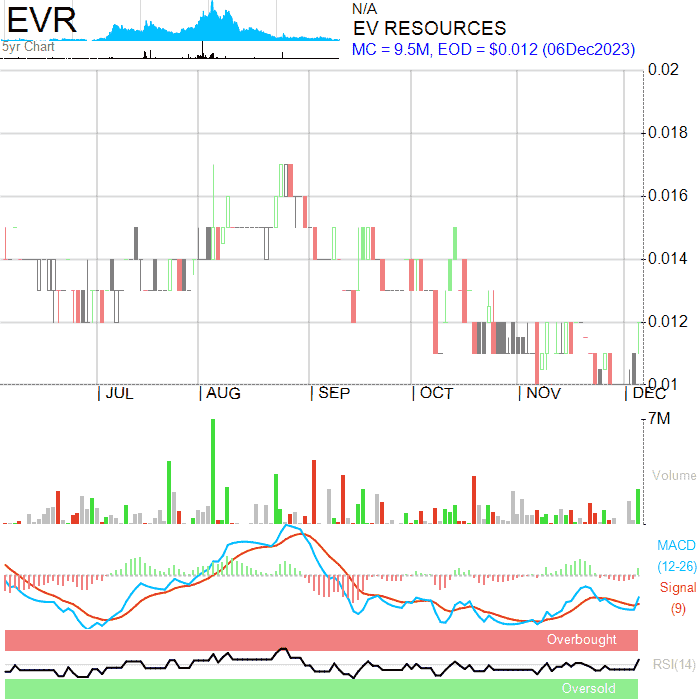 EVR
5yr Chart
N/A
EV RESOURCES
MC = 9.5M, EOD = $0.012 (06Dec2023)
0.02
0.018
0.016
0.014
0.012
0.01
| JUL
| AUG
| SEP
| OCT
| NOV
| DEC
7M
Volume
MACD
(12-26)
Signal
(9)
Overbought
RSI(14)
Oversold